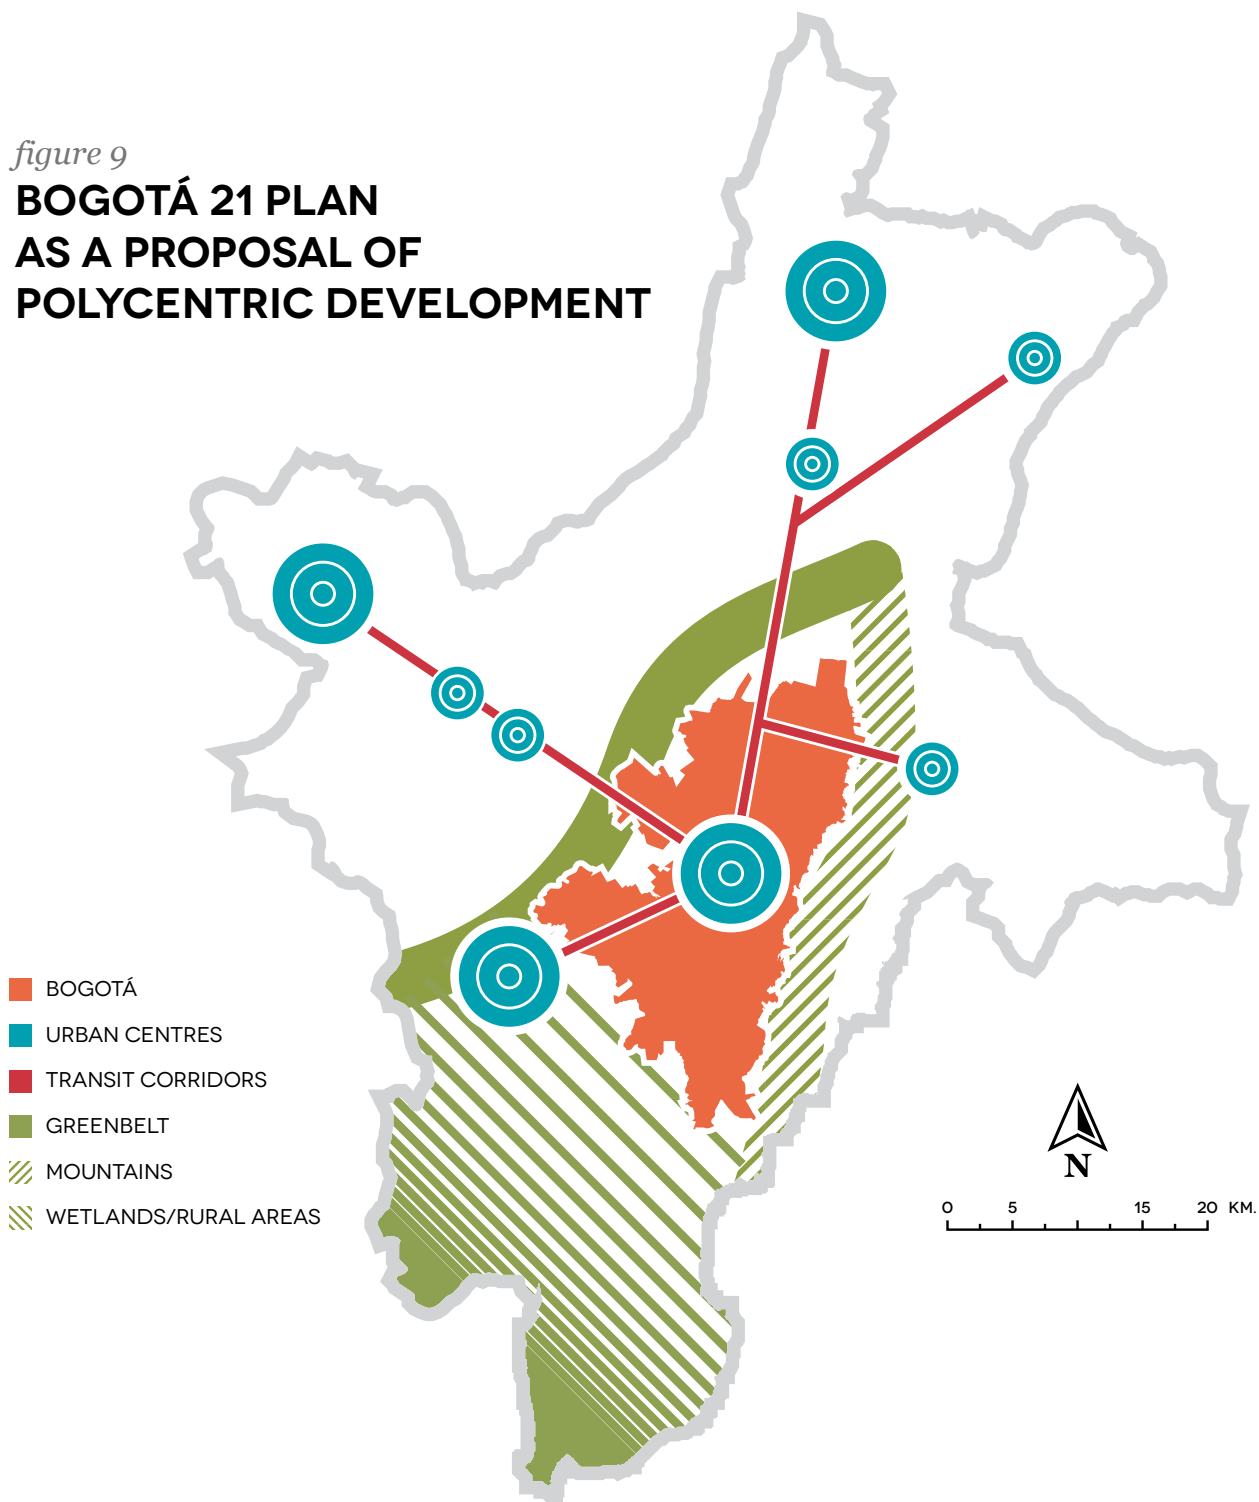 figure 9
BOGOTÁ 21 PLAN
AS A PROPOSAL OF
POLYCENTRIC DEVELOPMENT
BOGOTÁ
URBAN CENTRES
TRANSIT CORRIDORS
GREENBELT
MOUNTAINS
WETLANDS/RURAL AREAS
N
0 5 15 20 KM.